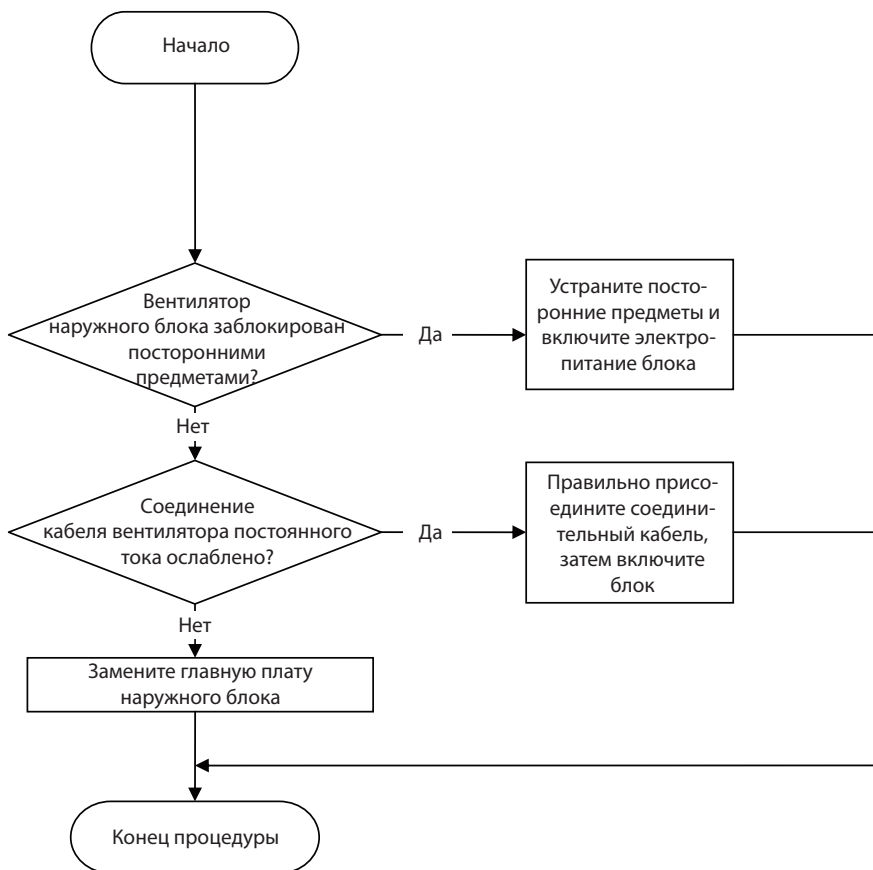 Начало
Вентилятор
наружного блока заблокирован
посторонними
предметами?
Да
Устраните посто-
ронние предметы и
включите электро-
питание блока
Нет
Соединение
кабеля вентилятора постоянного
тока ослаблено?
Да
Правильно присо-
едините соедини-
тельный кабель,
затем включите
блок
Нет
Замените главную плату
наружного блока
Конец процедуры